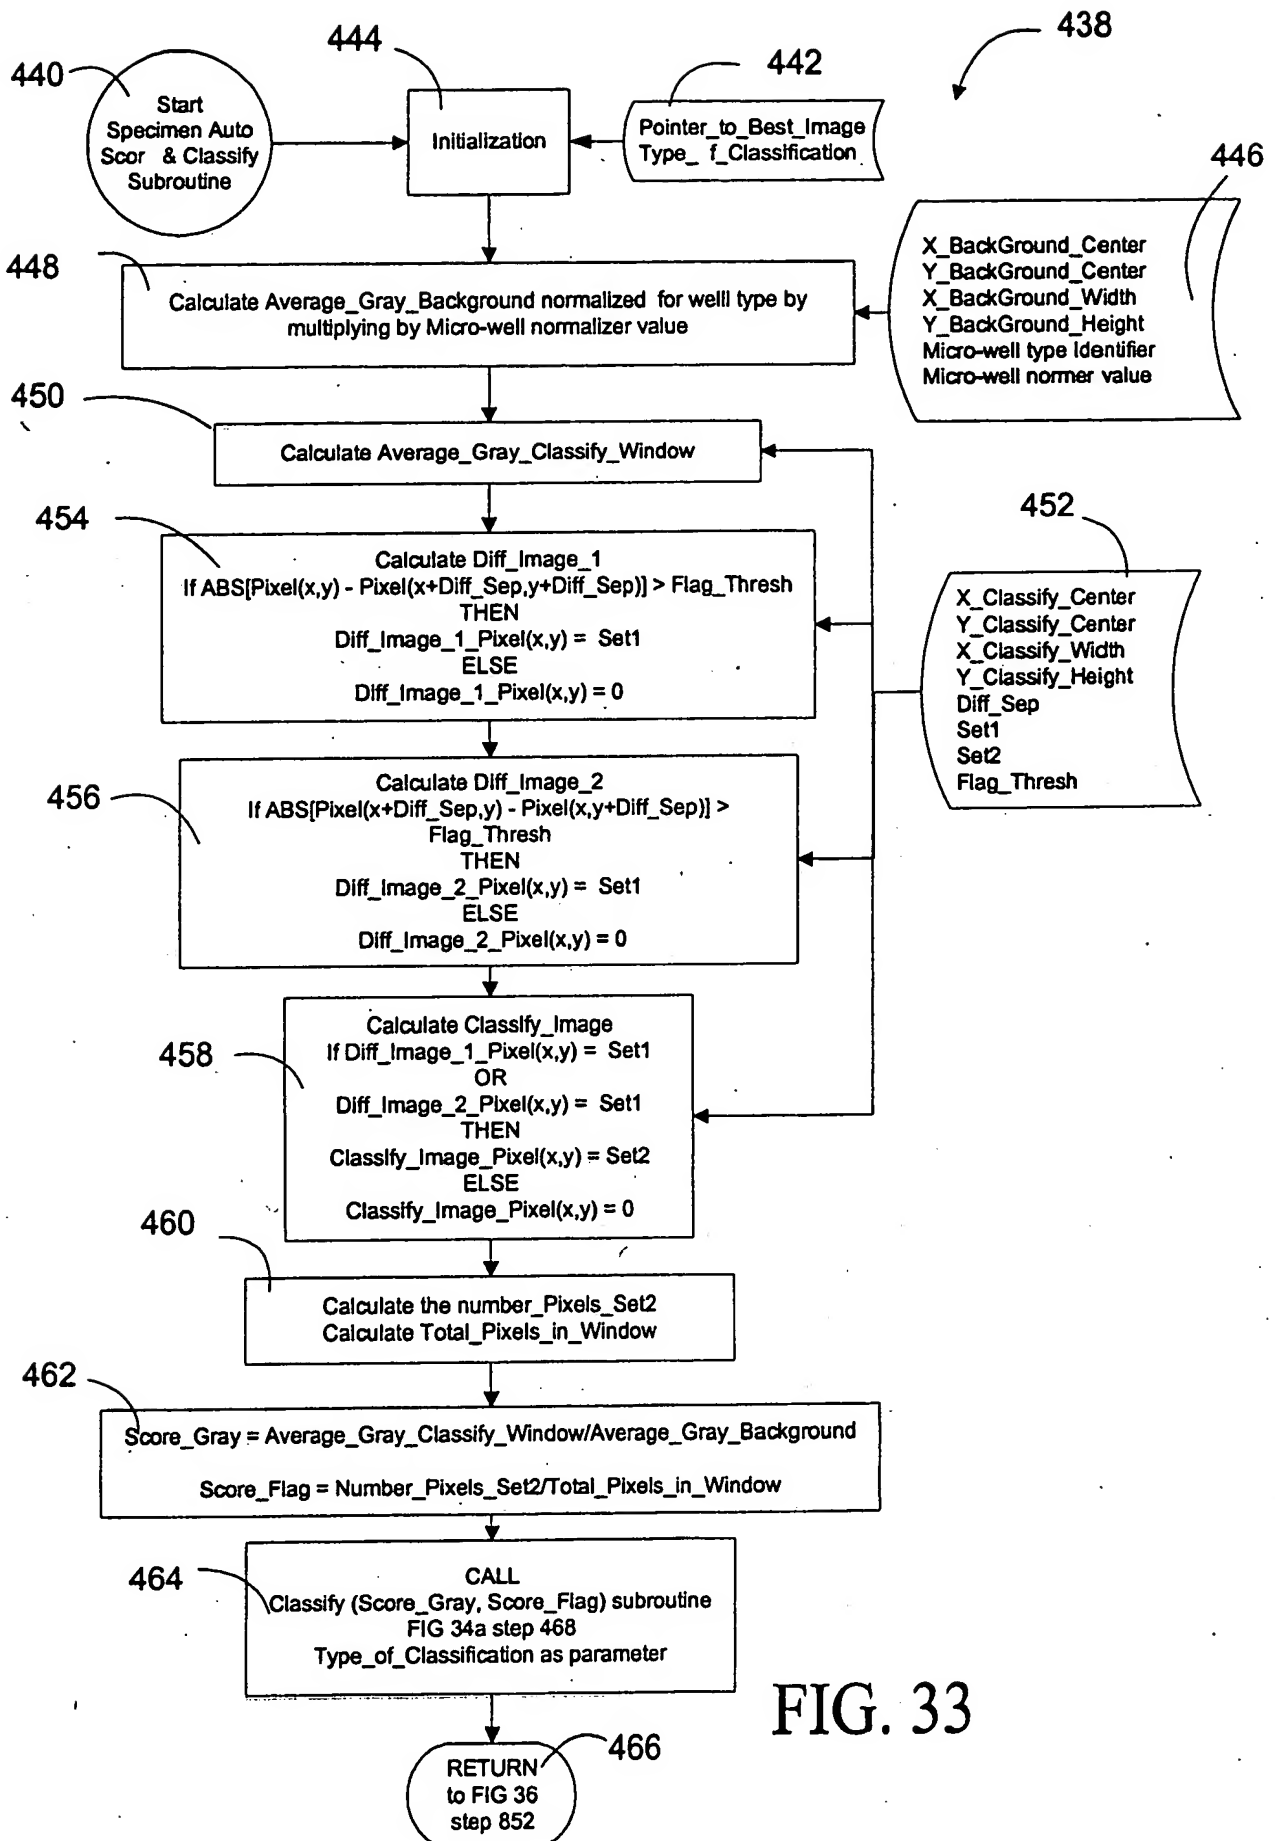 438
444
440
442
Start
Specimen Auto
Scor & Classify
Subroutine
Initialization
Pointer_to_Best_Image
Type_ f_Classification
446
X_BackGround_Center
Y_BackGround_Center
X_BackGround_Width
Y_BackGround_Height
Micro-well type Identifier
Micro-well normer value
448
Calculate Average_Gray_Background normalized for welll type by
multiplying by Micro-well normalizer value
450
Calculate Average_Gray_Classify_Window
452
X_Classify_Center
Y_Classify_Center
X_Classify_Width
Y_Classify_Height
Diff_Sep
Set1
Set2
Flag_Thresh
454
Calculate Diff_Image_1
If ABS[Pixel(x,y) - Pixel(x+Diff_Sep,y+Diff_Sep)] > Flag_Thresh
THEN
Diff_Image_1_Pixel(x,y) = Set1
ELSE
Diff_Image_1_Pixel(x,y) = 0
456
Calculate Diff_Image_2
If ABS[Pixel(x+Diff_Sep,y) - Pixel(x,y+Diff_Sep)] >
Flag_Thresh
THEN
Diff_Image_2_Pixel(x,y) = Set1
ELSE
Diff_Image_2_Pixel(x,y) = 0
458
Calculate Classify_Image
If Diff_Image_1_Pixel(x,y) = Set1
OR
Diff_Image_2_Pixel(x,y) = Set1
THEN
Classify_Image_Pixel(x,y) = Set2
ELSE
Classify_Image_Pixel(x,y) = 0
460
Calculate the number_Pixels_Set2
Calculate Total_Pixels_in_Window
462
Score_Gray = Average_Gray_Classify_Window/Average_Gray_Background
Score_Flag = Number_Pixels_Set2/Total_Pixels_in_Window
464
CALL
Classify (Score_Gray, Score_Flag) subroutine
FIG 34a step 468
Type_of_Classification as parameter
466
RETURN
to FIG 36
step 852
FIG. 33